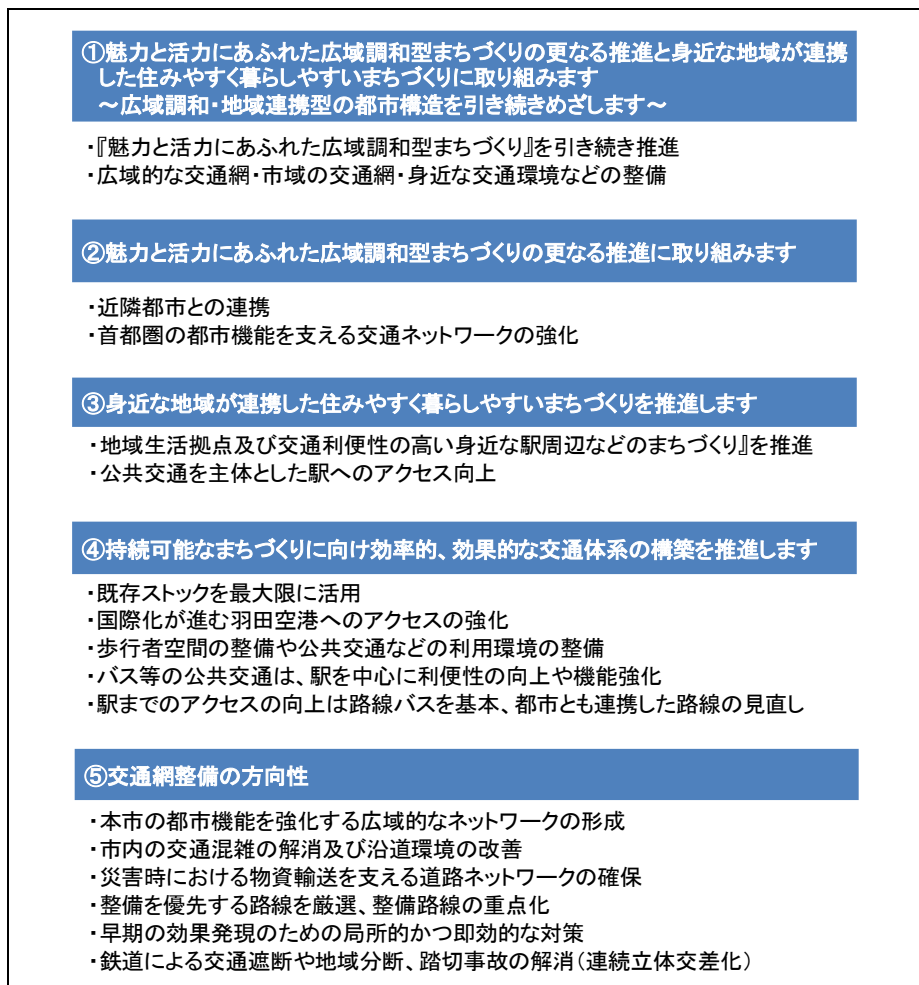 ①魅力と活力にあふれた広域調和型まちづくりの更なる推進と身近な地域が連携
した住みやすく暮らしやすいまちづくりに取り組みます
～広域調和・地域連携型の都市構造を引き続きめざします～
・『魅力と活力にあふれた広域調和型まちづくり』を引き続き推進
・広域的な交通網・市域の交通網・身近な交通環境などの整備
②魅力と活力にあふれた広域調和型まちづくりの更なる推進に取り組みます
・近隣都市との連携
・首都圏の都市機能を支える交通ネットワークの強化
③身近な地域が連携した住みやすく暮らしやすいまちづくりを推進します
・地域生活拠点及び交通利便性の高い身近な駅周辺などのまちづくり』を推進
・公共交通を主体とした駅へのアクセス向上
④持続可能なまちづくりに向け効率的、効果的な交通体系の構築を推進します
・既存ストックを最大限に活用
・国際化が進む羽田空港へのアクセスの強化
・歩行者空間の整備や公共交通などの利用環境の整備
・バス等の公共交通は、駅を中心に利便性の向上や機能強化
・駅までのアクセスの向上は路線バスを基本、都市とも連携した路線の見直し
⑤交通網整備の方向性
・本市の都市機能を強化する広域的なネットワークの形成
・市内の交通混雑の解消及び沿道環境の改善
・災害時における物資輸送を支える道路ネットワークの確保
・整備を優先する路線を厳選、整備路線の重点化
・早期の効果発現のための局所的かつ即効的な対策
・鉄道による交通遮断や地域分断、踏切事故の解消（連続立体交差化）